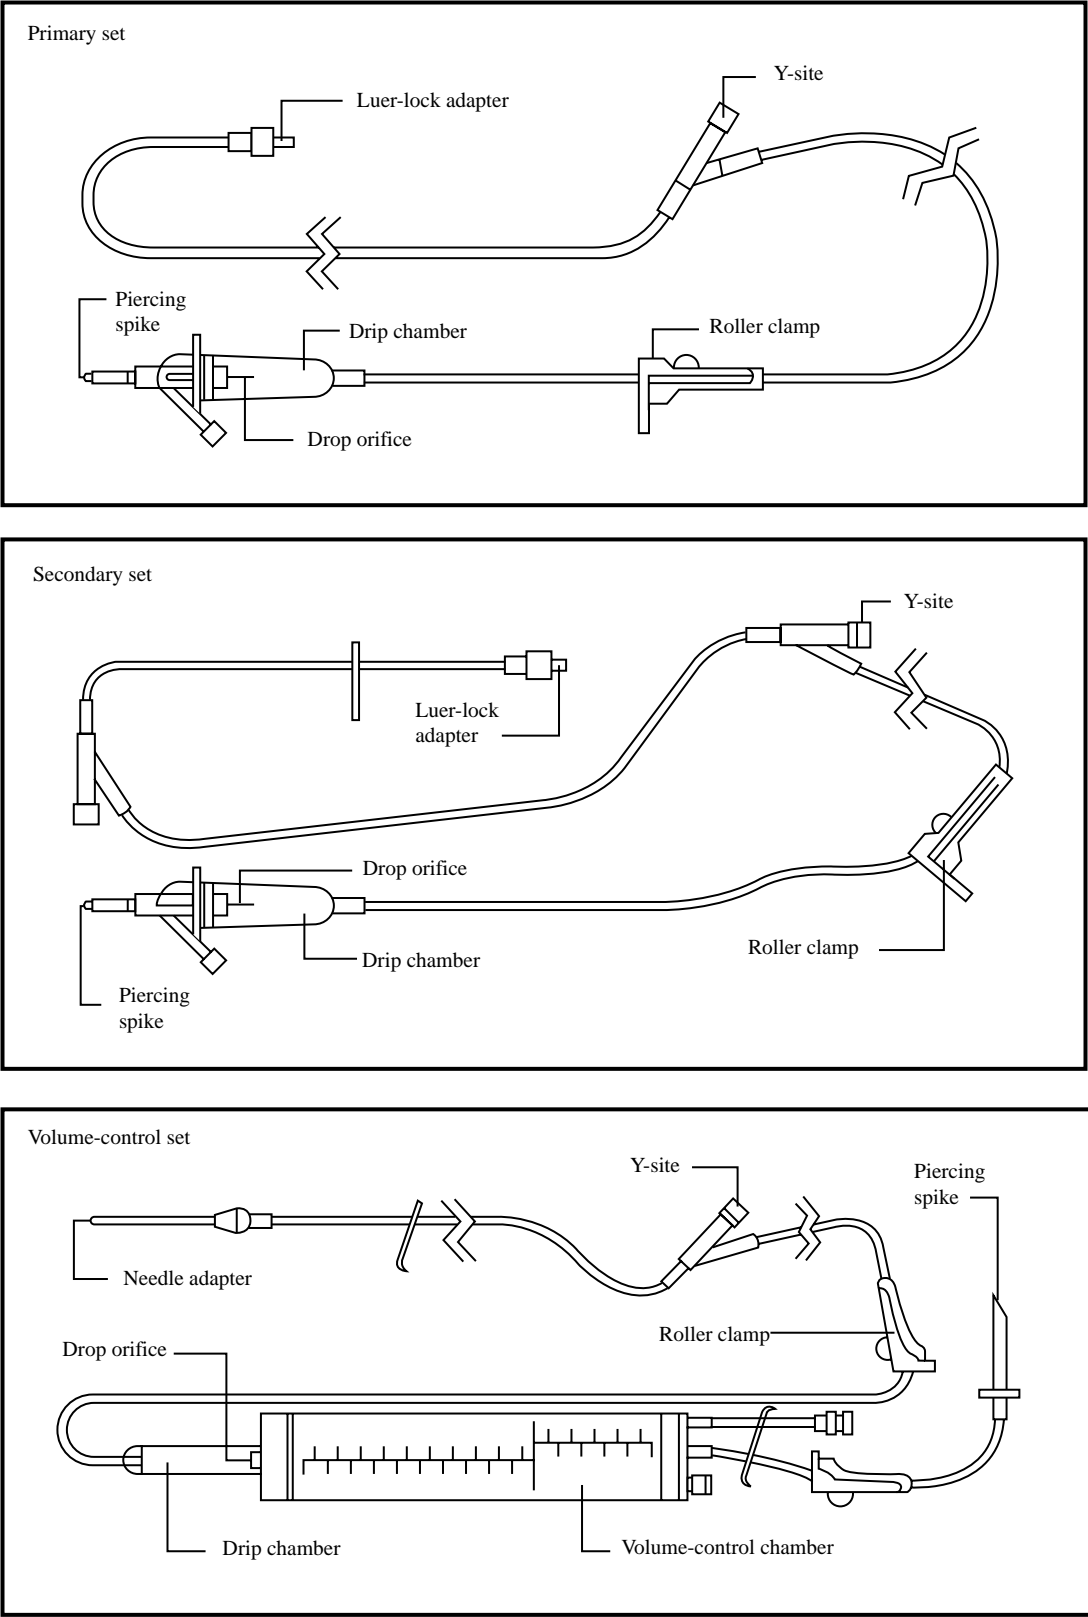 Primary set
Y-site
Luer-lock adapter
Piercing
spike
Drip chamber
Roller clamp
Drop orifice
Secondary set
Y-site
Luer-lock
adapter
Drop orifice
Roller clamp
Drip chamber
Piercing
spike
Volume-control set
Y-site
Piercing
spike
Needle adapter
Roller clamp
Drop orifice
Drip chamber
Volume-control chamber